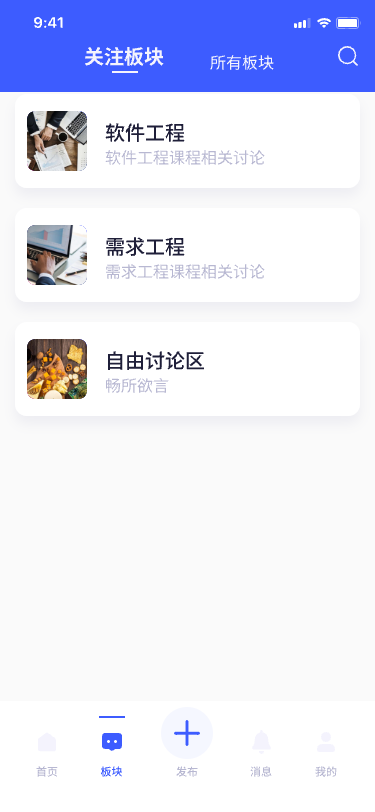 9:41
关注板块
所有板块
软件工程
软件工程课程相关讨论
需求工程
需求工程课程相关讨论
自由讨论区
畅所欲言
首页
板块
发布
消息
我的